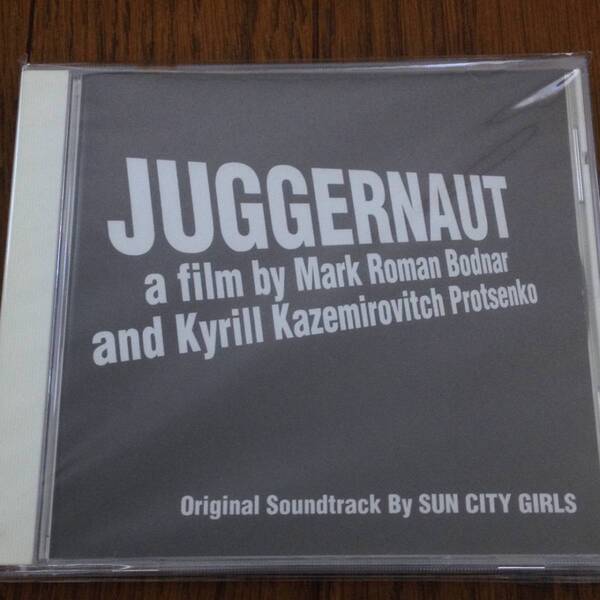 JUGGERNAUT
a film by Mark Roman Bodnar
and Kyrill Kazemirovitch Protsenko
Original Soundtrack By SUN CITY GIRLS